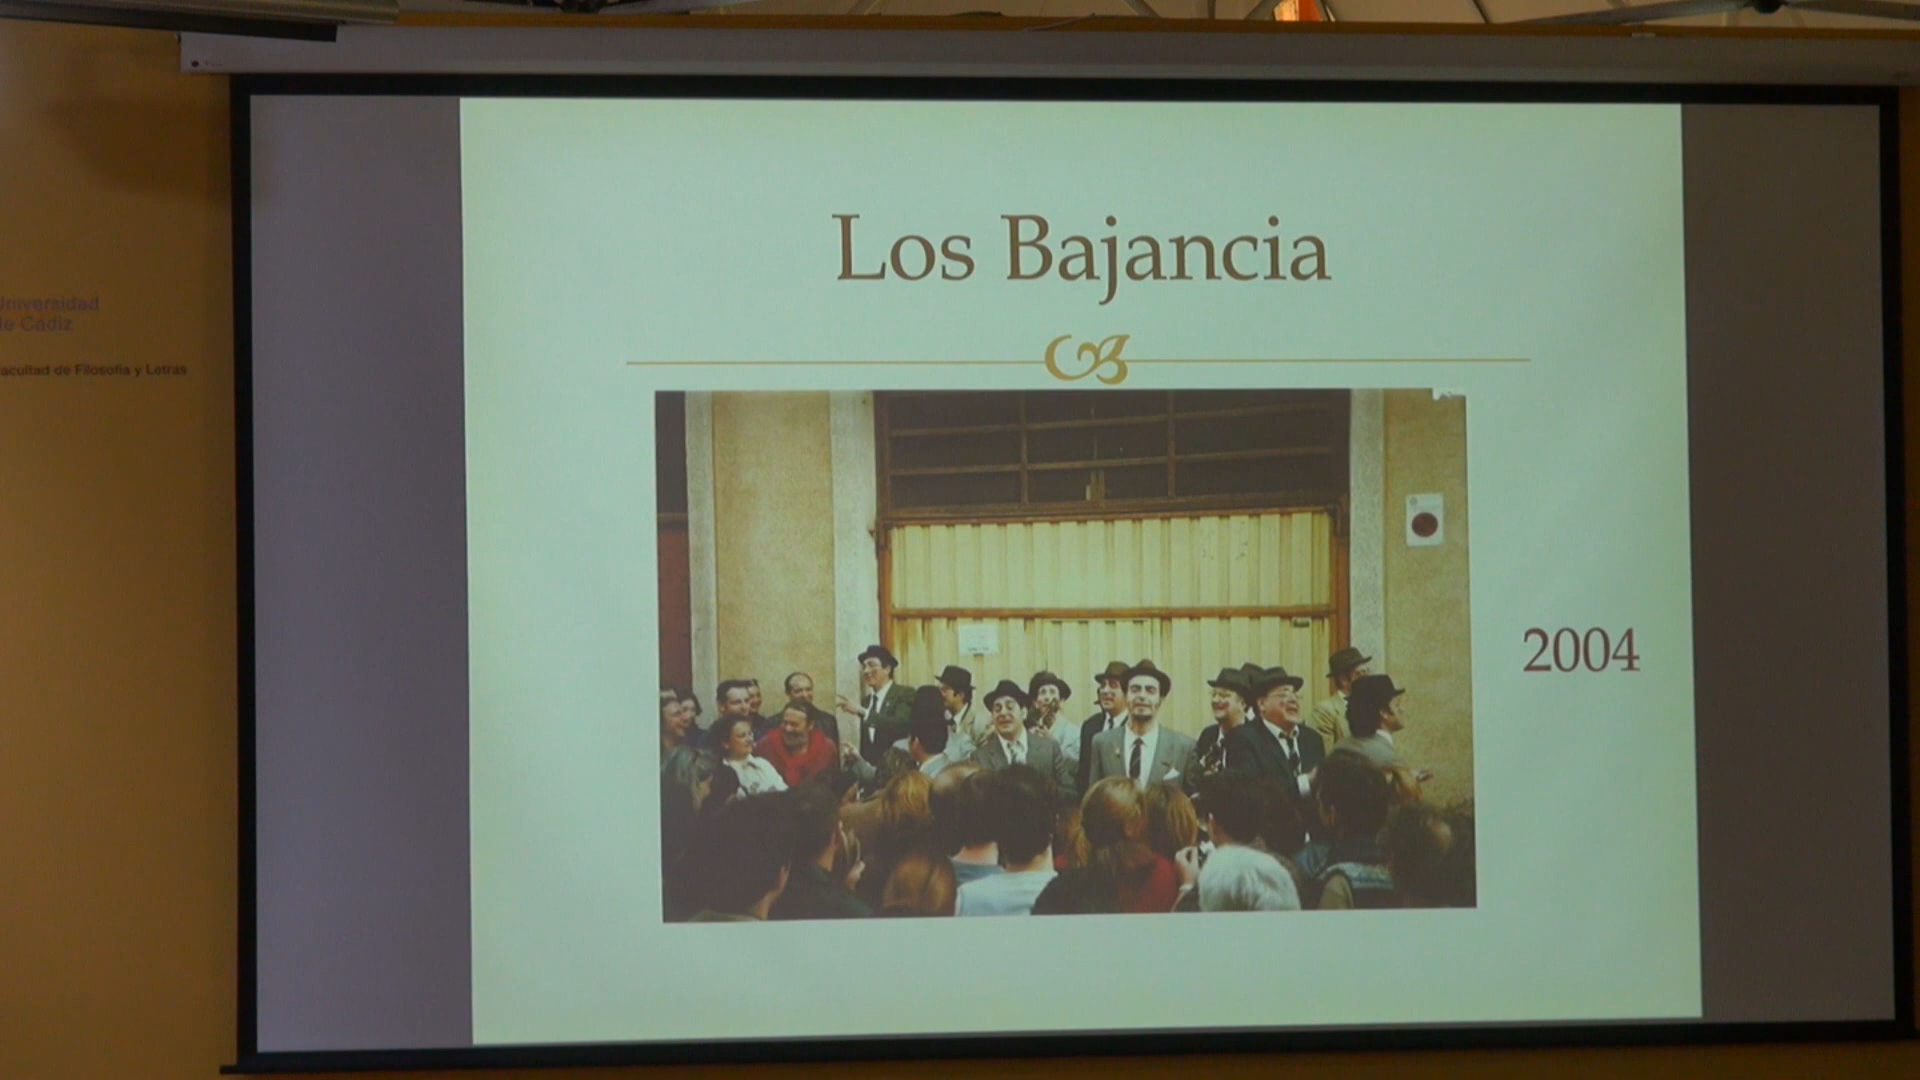 Los Bajancia
2004
Universidad
de Cádiz
Facultad de Filosofía y Letras